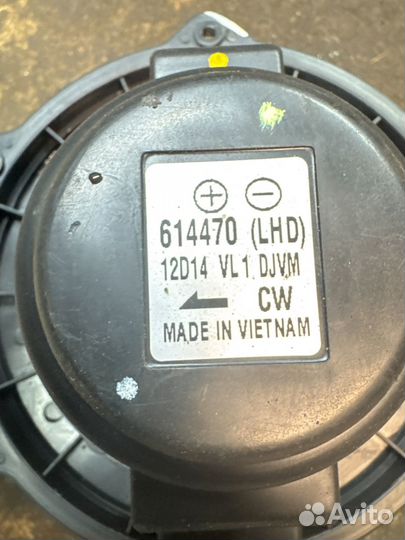 + −
614470 (LHD)
12D14 VL1 DJVM
← CW
MADE IN VIETNAM
Avito